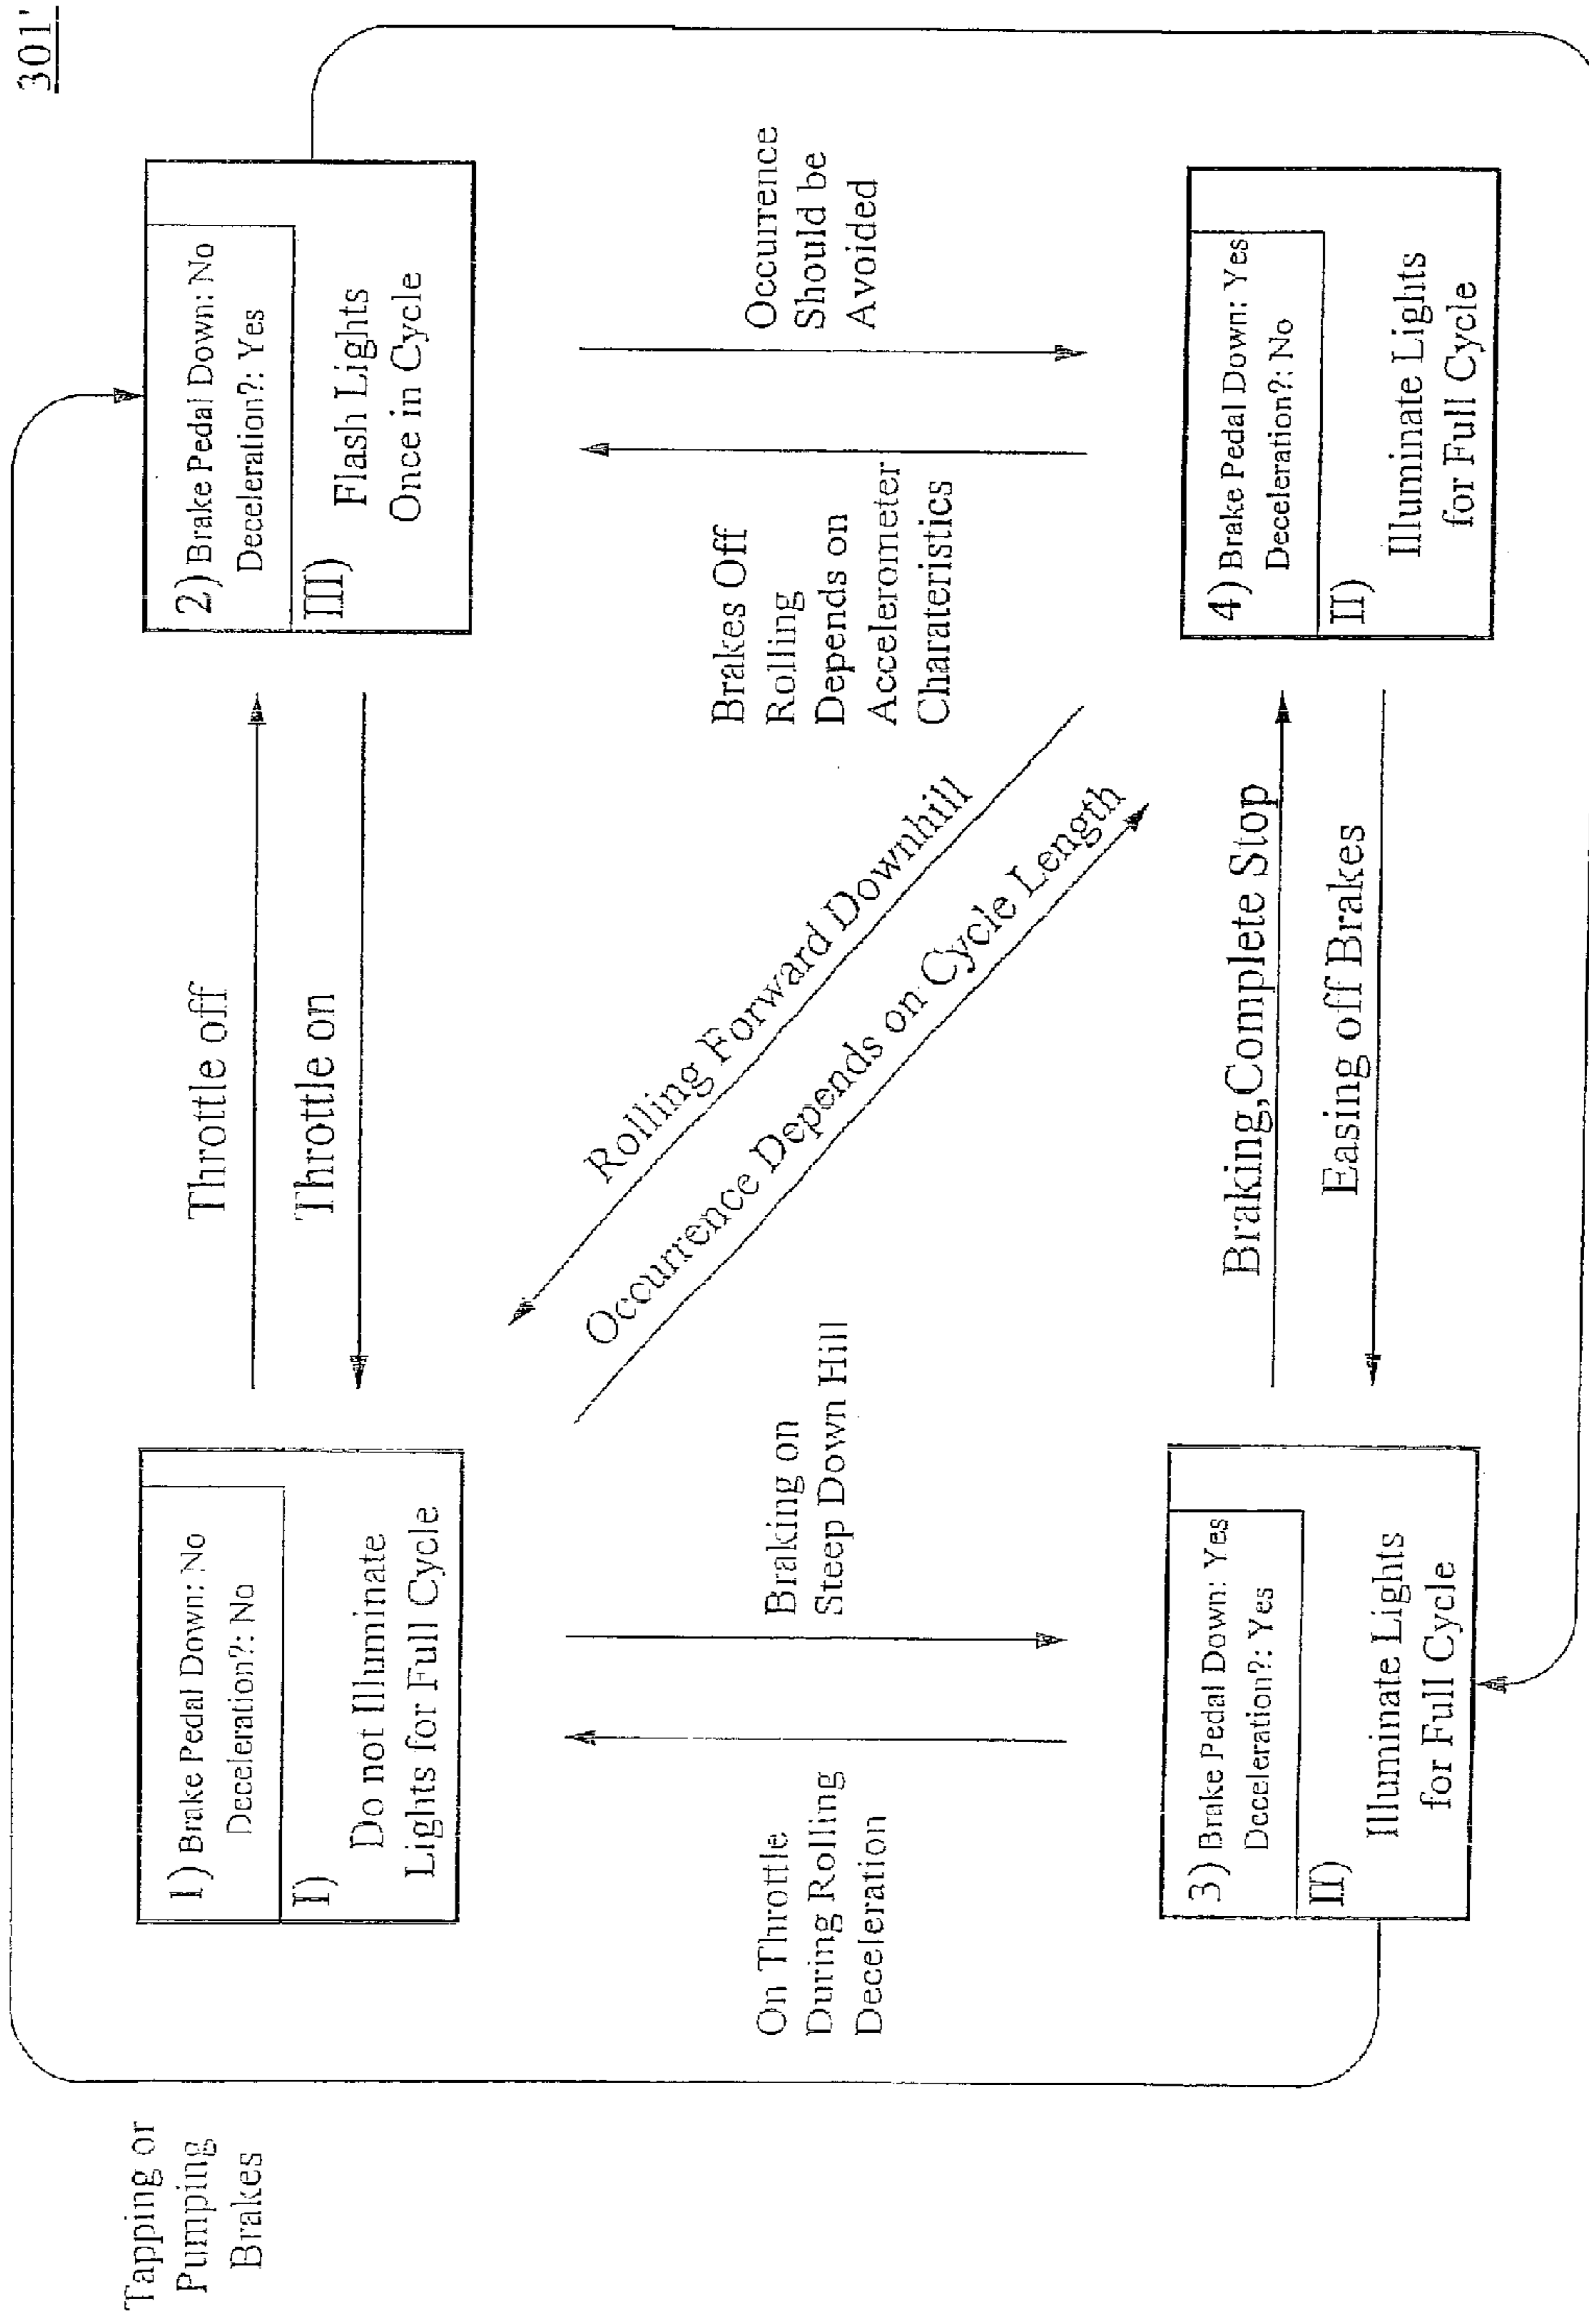 301'
Tapping or
Pumping
Brakes
1) Brake Pedal Down: No
Deceleration?: No
I)
Do not Illuminate
Lights for Full Cycle
Throttle off
Throttle on
2) Brake Pedal Down: No
Deceleration?: Yes
III)
Flash Lights
Once in Cycle
On Throttle
During Rolling
Deceleration
Braking on
Steep Down Hill
Rolling Forward Downhill
Occurrence Depends on Cycle Length
Brakes Off
Rolling
Depends on
Accelerometer
Charateristics
Occurrence
Should be
Avoided
3) Brake Pedal Down: Yes
Deceleration?: Yes
II)
Illuminate Lights
for Full Cycle
Braking,Complete Stop
Easing off Brakes
4) Brake Pedal Down: Yes
Deceleration?: No
II)
Illuminate Lights
for Full Cycle